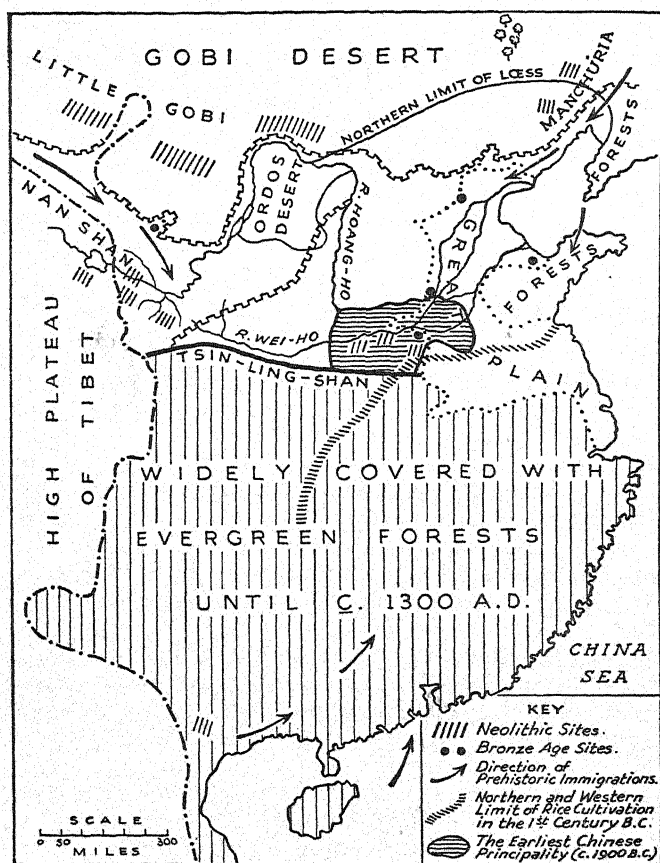 GOBI DESERT
LITTLE
GOBI
NORTHERN LIMIT OF LŒSS
MANCHURIA
FORESTS
ORDOS
DESERT
R. HOANG-HO
NAN SHAN
GREA
FORESTS
R. WEI-HO
TSIN-LING-SHAN
PLAIN
HIGH PLATEAU
OF TIBET
WIDELY COVERED WITH
EVERGREEN FORESTS
UNTIL C. 1300 A.D.
CHINA
SEA
KEY
Neolithic Sites.
Bronze Age Sites.
Direction of
Prehistoric Immigrations.
Northern and Western
Limit of Rice Cultivation
in the 1st Century B.C.
The Earliest Chinese
Principality (c. 1900 B.C.)
SCALE
0 50 300
MILES